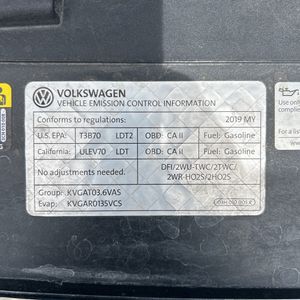 VOLKSWAGEN
VEHICLE EMISSION CONTROL INFORMATION
Conforms to regulations: 2019 MY
U.S. EPA: T3B70 LDT2 OBD: CA II Fuel: Gasoline
California: ULEV70 LDT OBD: CA II Fuel: Gasoline
No adjustments needed.
DFI/2WU-TWC/2TWC/
2WR-HO2S/2HO2S/
Group: KVGAT03.6VAS
Evap: KVGAR0135VCS
Use only